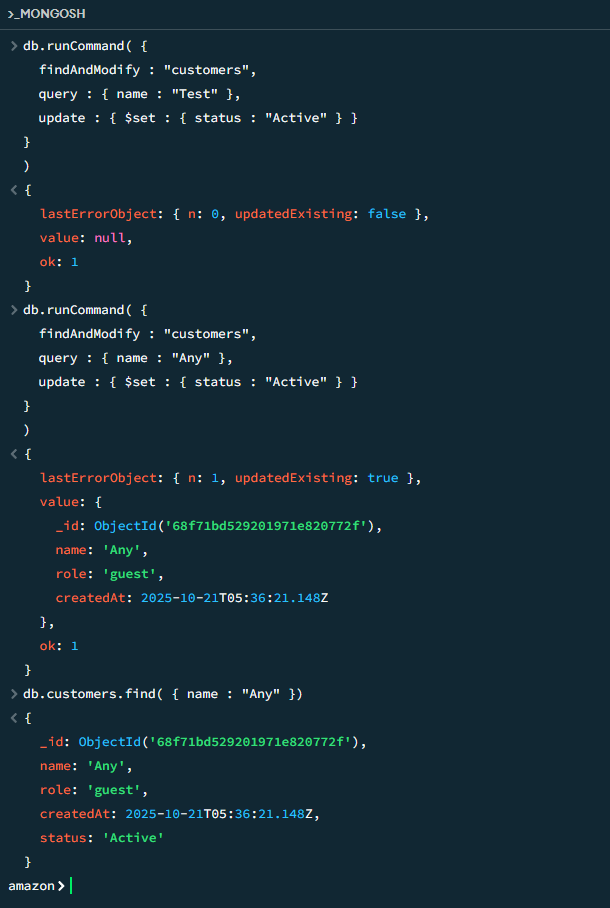 >_MONGOSH
> db.runCommand( {
findAndModify : "customers",
query : { name : "Test" },
update : { $set : { status : "Active" } }
}
)
< {
lastErrorObject: { n: 0, updatedExisting: false },
value: null,
ok: 1
}
> db.runCommand( {
findAndModify : "customers",
query : { name : "Any" },
update : { $set : { status : "Active" } }
}
)
< {
lastErrorObject: { n: 1, updatedExisting: true },
value: {
_id: ObjectId('68f71bd529201971e820772f'),
name: 'Any',
role: 'guest',
createdAt: 2025-10-21T05:36:21.148Z
},
ok: 1
}
> db.customers.find( { name : "Any" })
< {
_id: ObjectId('68f71bd529201971e820772f'),
name: 'Any',
role: 'guest',
createdAt: 2025-10-21T05:36:21.148Z,
status: 'Active'
}
amazon>